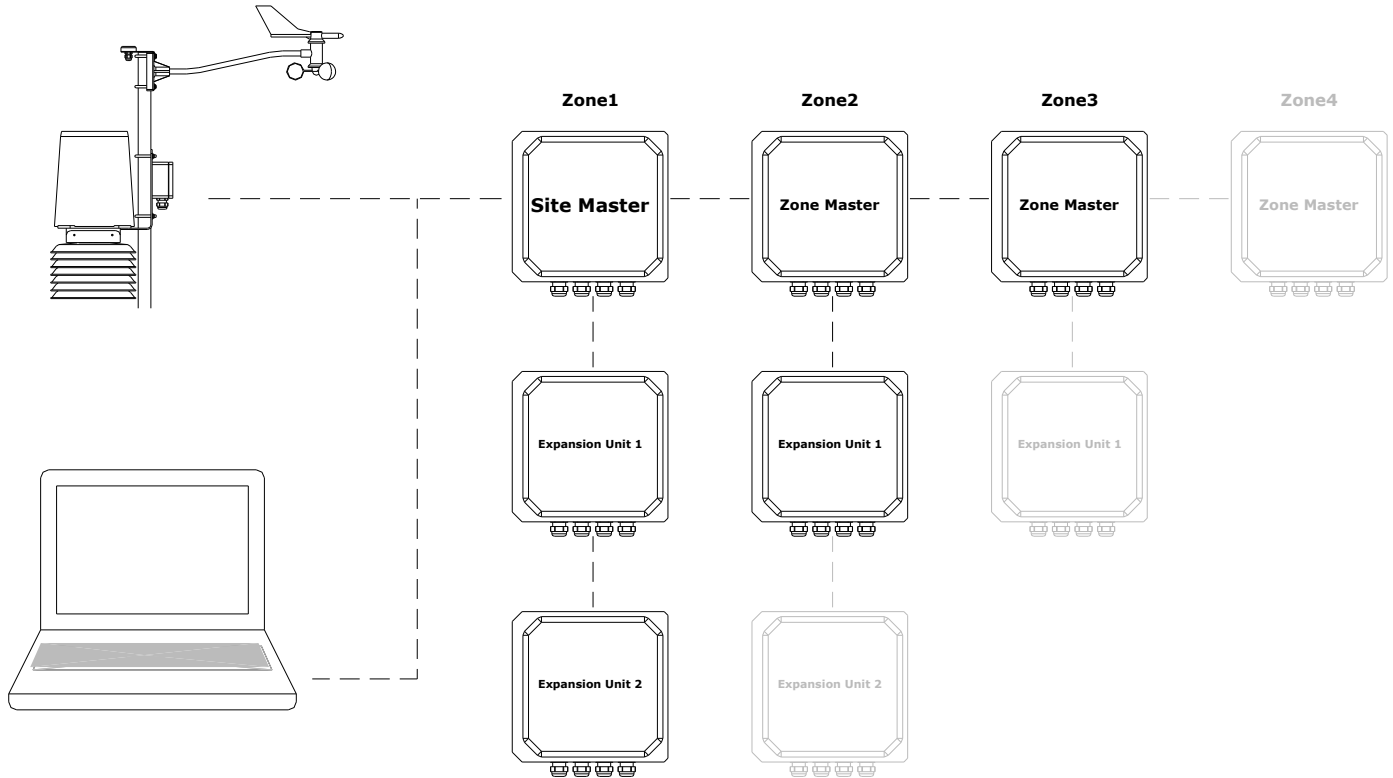 Zone1 Zone2 Zone3 Zone4
Site Master Zone Master Zone Master Zone Master
Expansion Unit 1 Expansion Unit 1 Expansion Unit 1
Expansion Unit 2 Expansion Unit 2